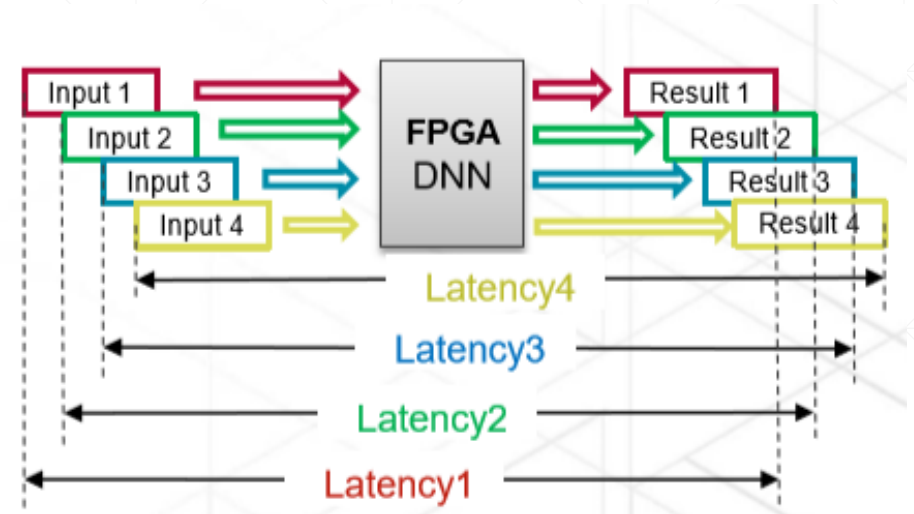 Input 1
Input 2
Input 3
Input 4
FPGA
DNN
Result 1
Result 2
Result 3
Result 4
Latency4
Latency3
Latency2
Latency1